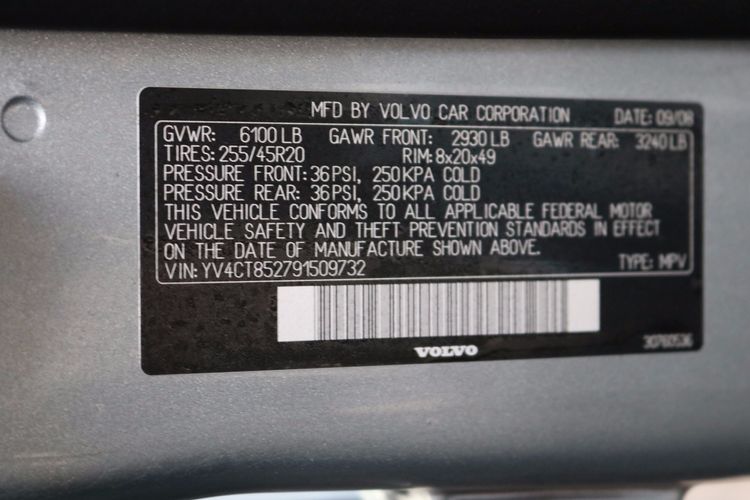 MFD BY VOLVO CAR CORPORATION DATE: 09/08
GVWR: 6100 LB GAWR FRONT: 2930 LB GAWR REAR: 3240 LB
TIRES: 255/45R20 RIM: 8x20x49
PRESSURE FRONT: 36 PSI, 250 KPA COLD
PRESSURE REAR: 36 PSI, 250 KPA COLD
THIS VEHICLE CONFORMS TO ALL APPLICABLE FEDERAL MOTOR
VEHICLE SAFETY AND THEFT PREVENTION STANDARDS IN EFFECT
ON THE DATE OF MANUFACTURE SHOWN ABOVE.
VIN: YV4CT852791509732 TYPE: MPV
VOLVO